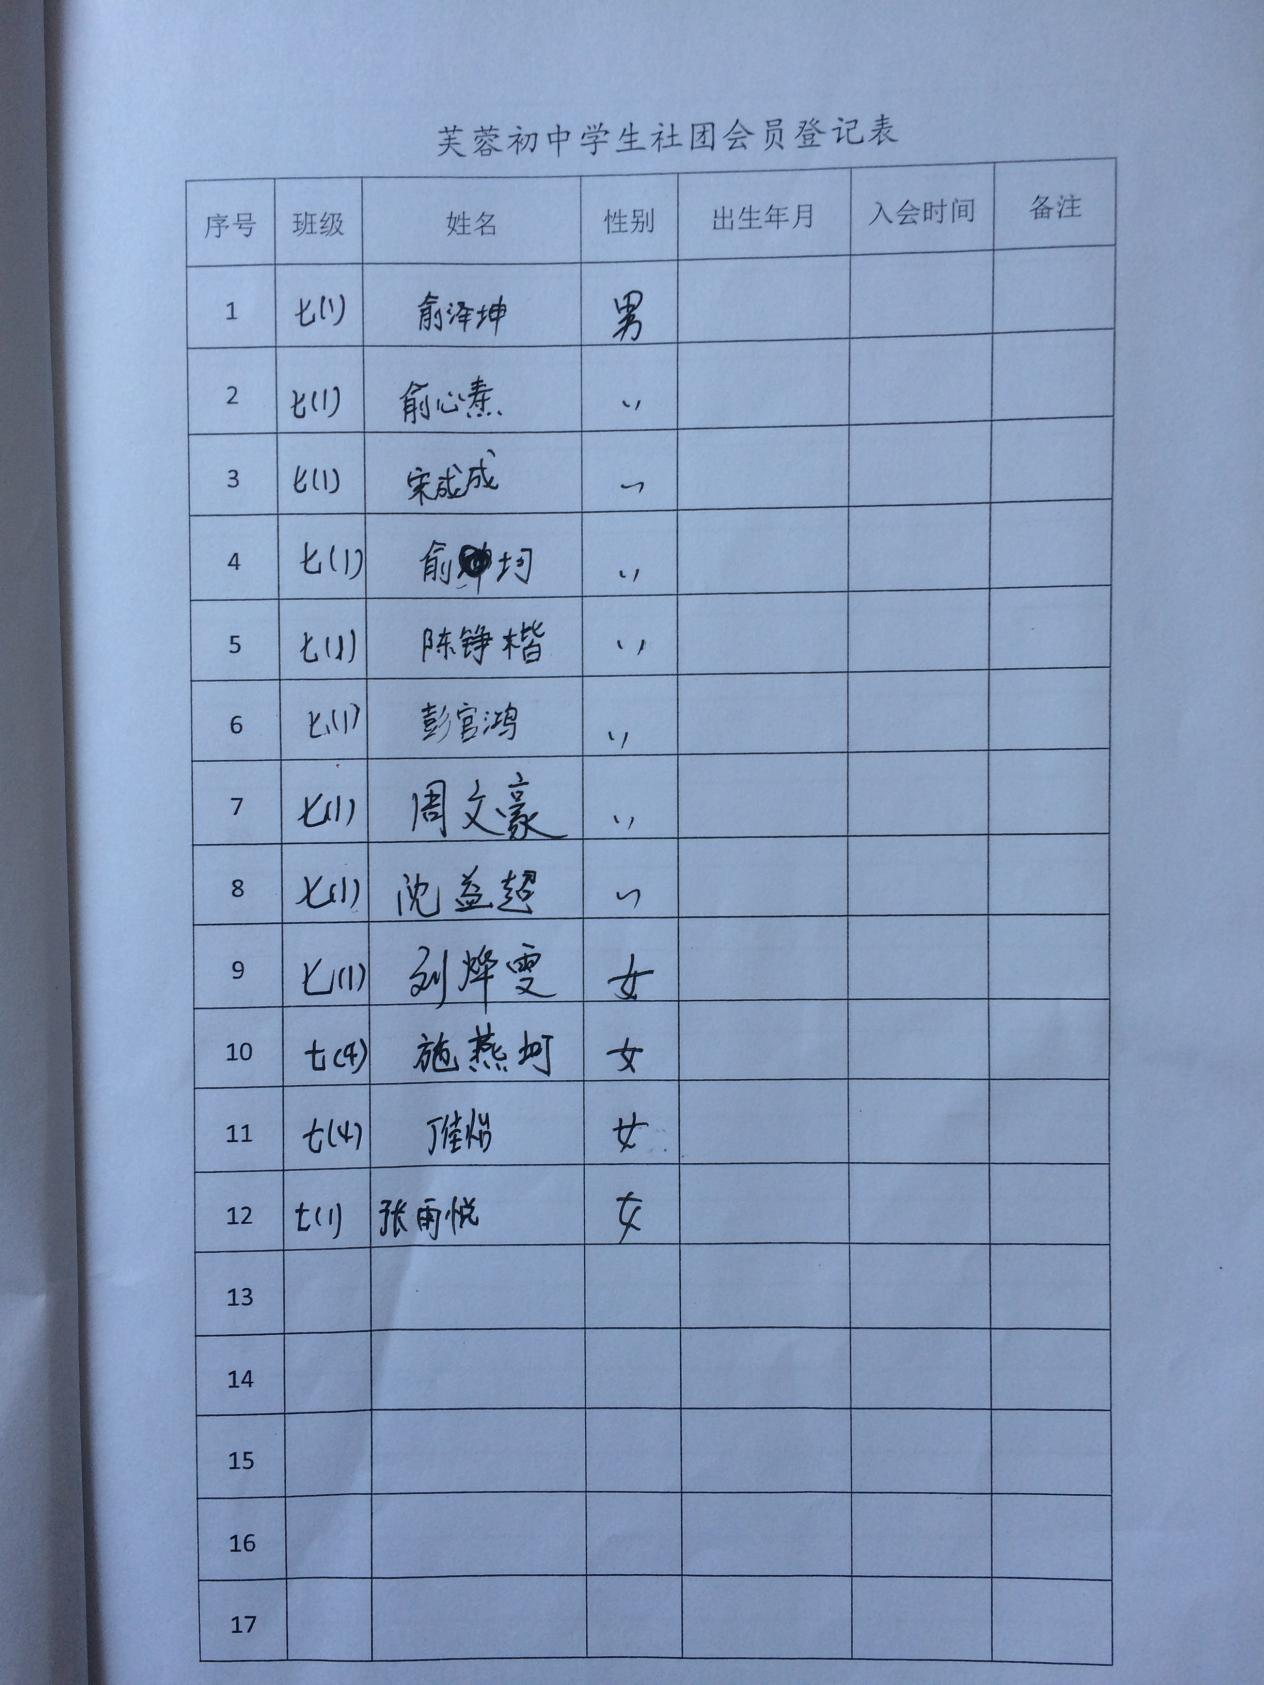 芙蓉初中学生社团会员登记表
序号 班级 姓名 性别 出生年月 入会时间 备注
1 七(1) 俞泽坤 男
2 七(1) 俞心焘 〃
3 七(1) 宋成成 〃
4 七(1) 俞坷 〃
5 七(1) 陈铮楷 〃
6 七(1) 彭官鸿 〃
7 七(1) 周文豪 〃
8 七(1) 沈益超 〃
9 七(1) 刘烨雯 女
10 七(4) 施燕坷 女
11 七(4) 丁佳怡 女
12 七(1) 张雨悦 女
13
14
15
16
17